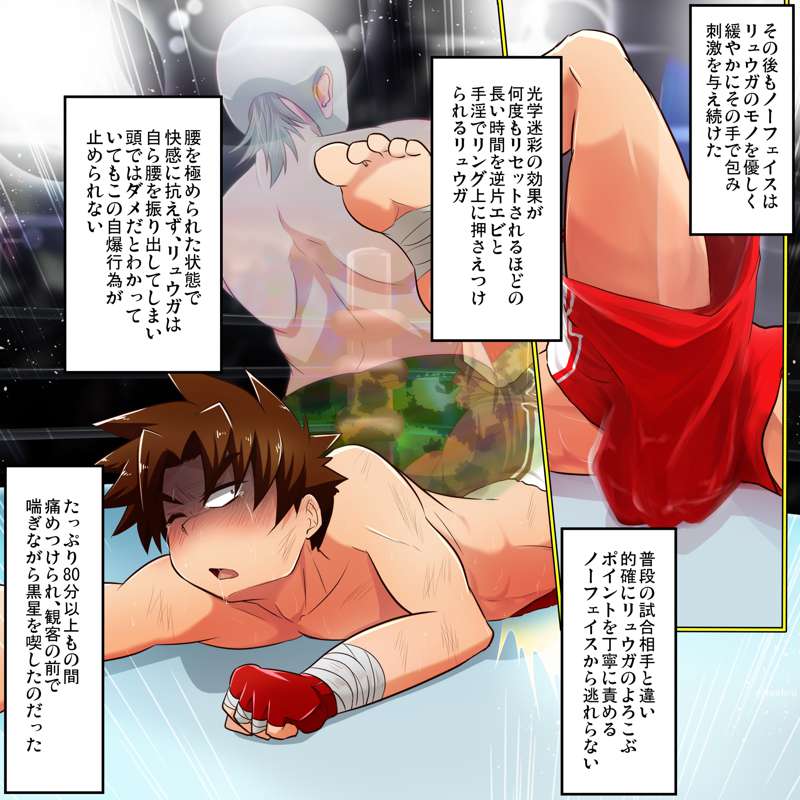 その後もノーフェイスは
リュウガのモノを優しく
緩やかにその手で包み
刺激を与え続けた
光学迷彩の効果が
何度もリセットされるほどの
長い時間を逆片エビと
手淫でリング上に押さえつけ
られるリュウガ
腰を極められた状態で
快感に抗えず、リュウガは
自ら腰を振り出してしまい
頭ではダメだとわかって
いてもこの自爆行為が
止められない
普段の試合相手と違い
的確にリュウガのよろこぶ
ポイントを丁寧に責める
ノーフェイスから逃れらない
たっぷり80分以上もの間
痛めつけられ、観客の前で
喘ぎながら黒星を喫したのだった